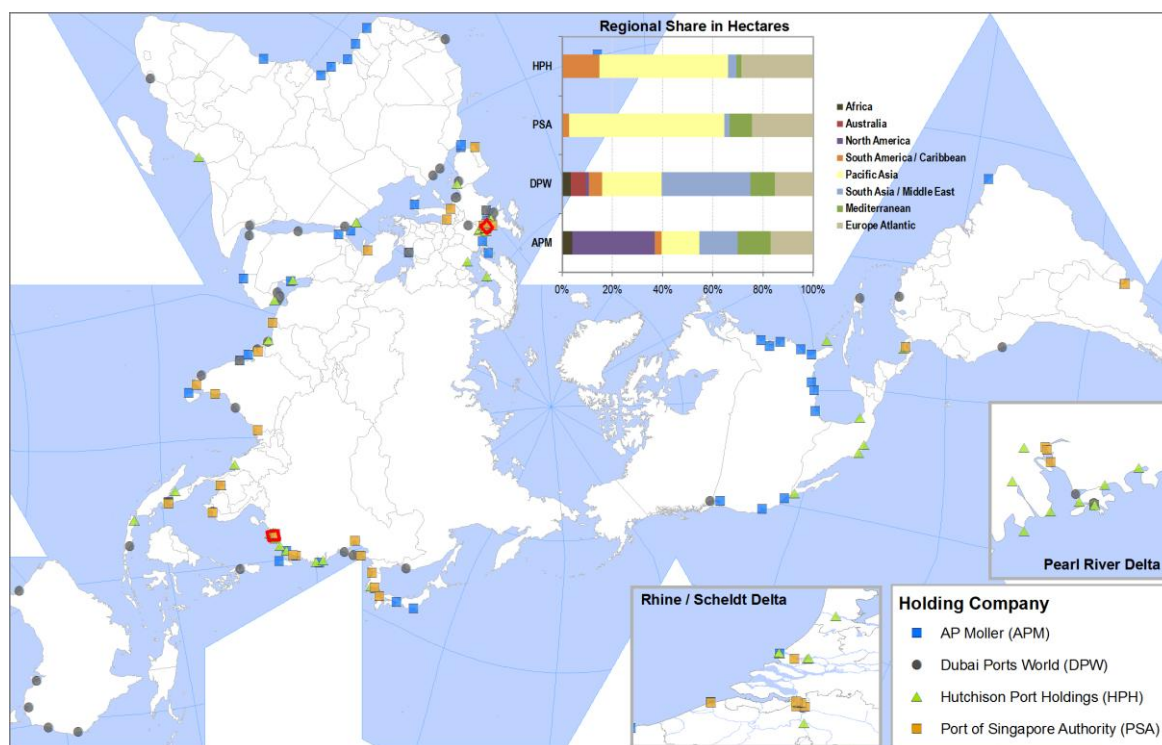 Regional Share in Hectares
HPH
PSA
DPW
APM
0% 20% 40% 60% 80% 100%
Africa
Australia
North America
South America / Caribbean
Pacific Asia
South Asia / Middle East
Mediterranean
Europe Atlantic
Pearl River Delta
Rhine / Scheldt Delta
Holding Company
AP Moller (APM)
Dubai Ports World (DPW)
Hutchison Port Holdings (HPH)
Port of Singapore Authority (PSA)